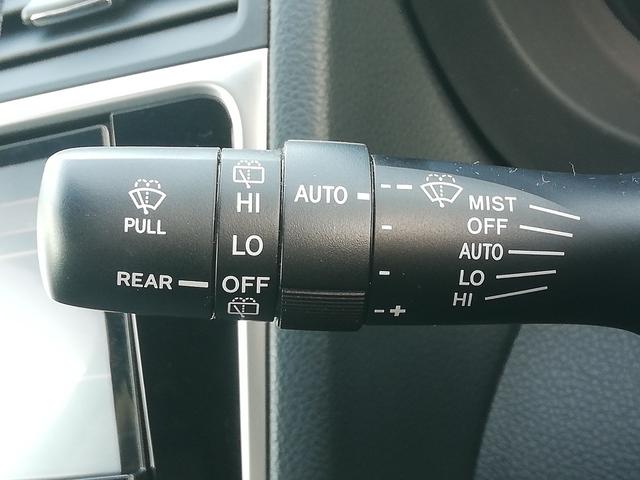 PULL
REAR
HI
LO
OFF
AUTO
- -
-
-
-+
MIST
OFF
AUTO
LO
HI